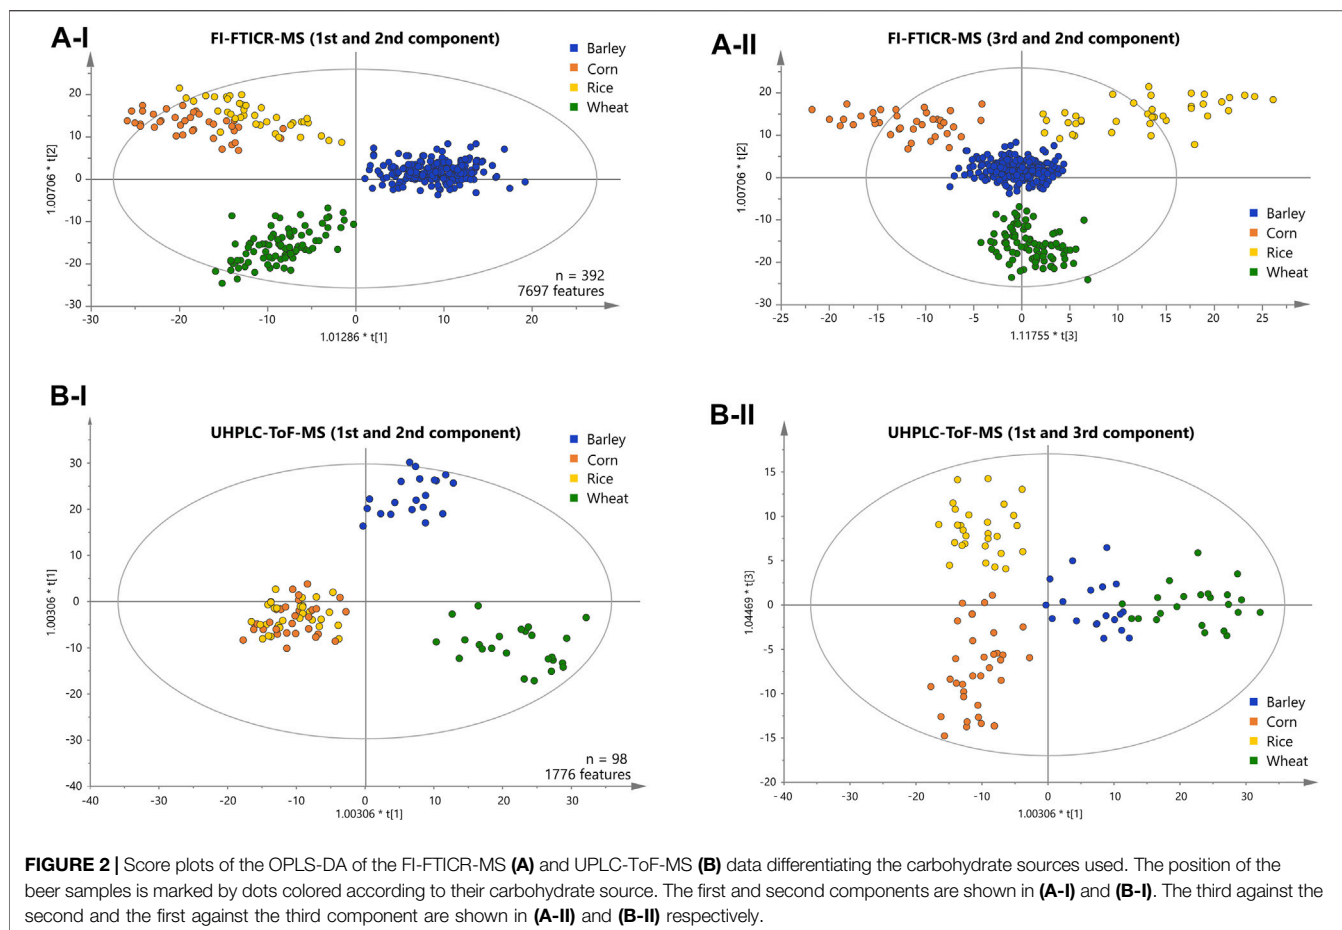 A-I
FI-FTICR-MS (1st and 2nd component)
Barley
Corn
Rice
Wheat
1.00706 * t[2]
20
10
0
-10
-20
-30
n = 392
7697 features
-30
-20
-10
0
10
20
1.01286 * t[1]
A-II
FI-FTICR-MS (3rd and 2nd component)
1.00706 * t[2]
20
10
0
-10
-20
-30
Barley
Corn
Rice
Wheat
-25
-20
-15
-10
-5
0
5
10
15
20
25
1.11755 * t[3]
B-I
UHPLC-ToF-MS (1st and 2nd component)
Barley
Corn
Rice
Wheat
1.00306 * t[1]
30
20
10
0
-10
-20
-30
-40
n = 98
1776 features
-40
-30
-20
-10
0
10
20
30
1.00306 * t[1]
B-II
UHPLC-ToF-MS (1st and 3rd component)
1.04469 * t[3]
15
10
5
0
-5
-10
-15
-20
Barley
Corn
Rice
Wheat
-40
-30
-20
-10
0
10
20
30
1.00306 * t[1]
FIGURE 2 | Score plots of the OPLS-DA of the FI-FTICR-MS (A) and UPLC-ToF-MS (B) data differentiating the carbohydrate sources used. The position of the
beer samples is marked by dots colored according to their carbohydrate source. The first and second components are shown in (A-I) and (B-I). The third against the
second and the first against the third component are shown in (A-II) and (B-II) respectively.